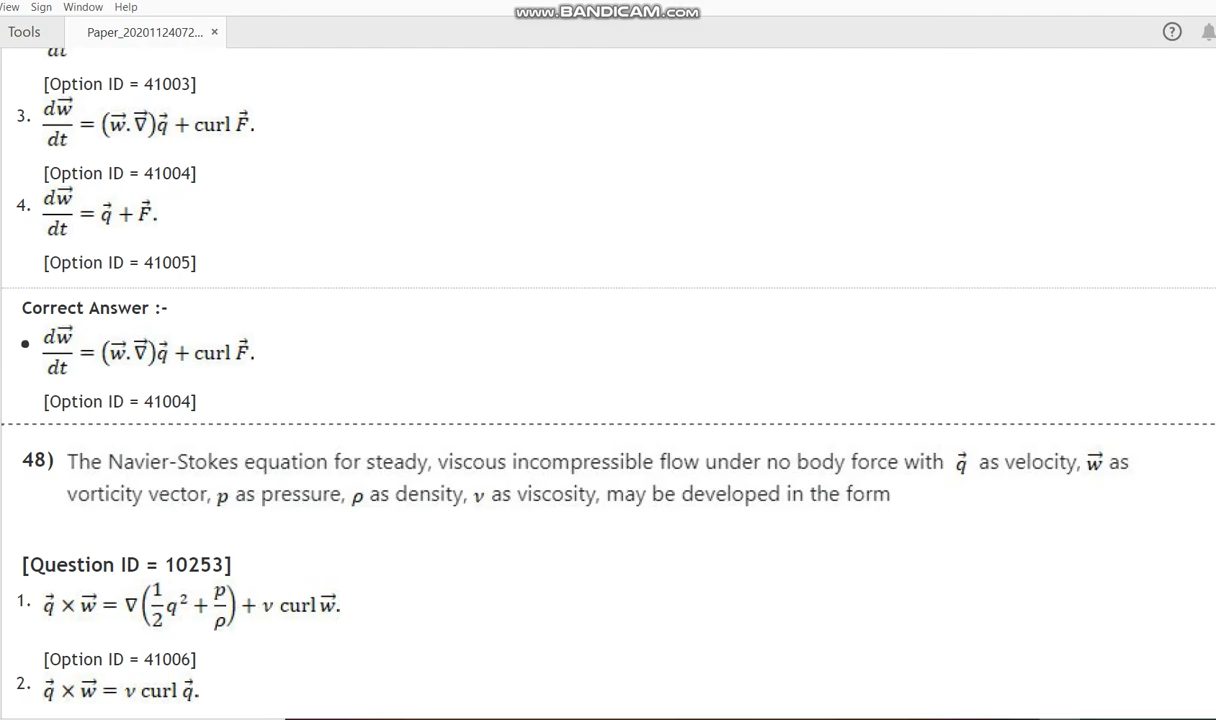 View Sign Window Help
www.BANDICAM.com
Tools Paper_20201124072... ×
dt
[Option ID = 41003]
3. dw⃗/dt = (w⃗.∇⃗)q⃗ + curl F⃗.
[Option ID = 41004]
4. dw⃗/dt = q⃗ + F⃗.
[Option ID = 41005]
Correct Answer :-
• dw⃗/dt = (w⃗.∇⃗)q⃗ + curl F⃗.
[Option ID = 41004]
48) The Navier-Stokes equation for steady, viscous incompressible flow under no body force with q⃗ as velocity, w⃗ as
vorticity vector, p as pressure, ρ as density, ν as viscosity, may be developed in the form
[Question ID = 10253]
1. q⃗ × w⃗ = ∇(1/2 q² + p/ρ) + ν curl w⃗.
[Option ID = 41006]
2. q⃗ × w⃗ = ν curl q⃗.